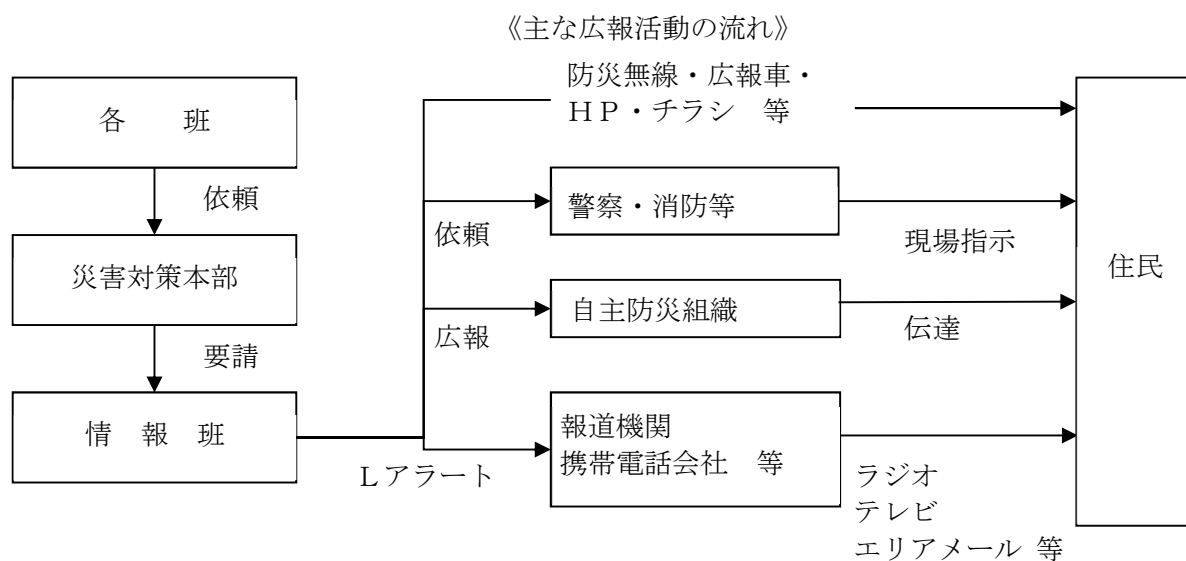 《主な広報活動の流れ》
防災無線・広報車・
ＨＰ・チラシ　等
各　　班
依頼
災害対策本部
要請
情　報　班
依頼
警察・消防等
現場指示
広報
自主防災組織
伝達
Ｌアラート
報道機関
携帯電話会社　等
ラジオ
テレビ
エリアメール 等
住民